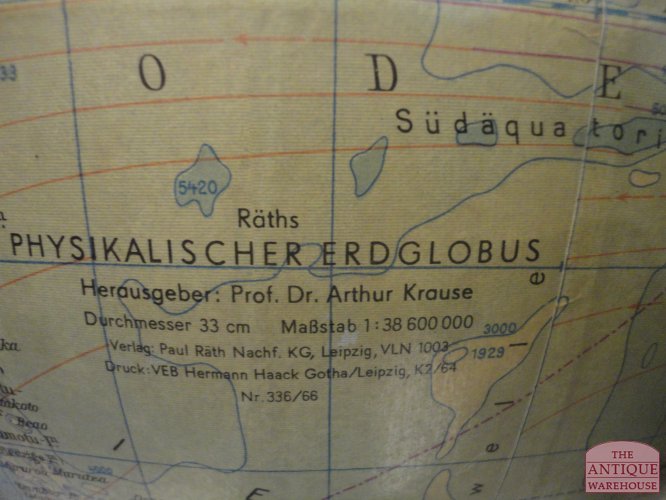 33
O D E
Südäquatori
5420
Räths
PHYSIKALISCHER ERDGLOBUS
Herausgeber: Prof. Dr. Arthur Krause
Durchmesser 33 cm Maßstab 1:38 600 000
3000
Verlag: Paul Räth Nachf. KG, Leipzig, VLN 1003
1929
Druck: VEB Hermann Haack Gotha/Leipzig, K2/64
Nr. 336/66
THE
ANTIQUE
WAREHOUSE